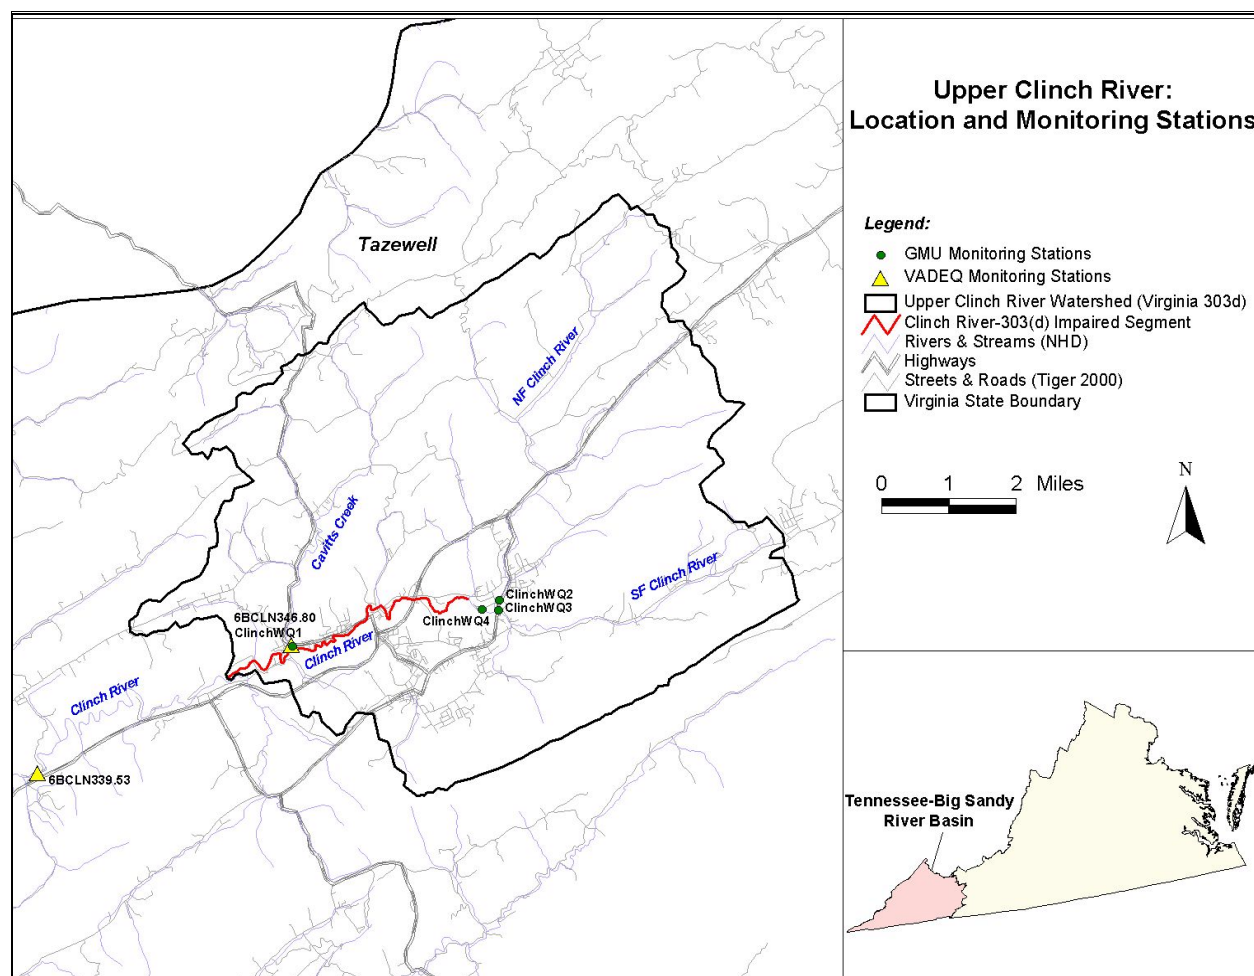 Upper Clinch River:
Location and Monitoring Stations
Legend:
GMU Monitoring Stations
VADEQ Monitoring Stations
Upper Clinch River Watershed (Virginia 303d)
Clinch River-303(d) Impaired Segment
Rivers & Streams (NHD)
Highways
Streets & Roads (Tiger 2000)
Virginia State Boundary
0 1 2 Miles
N
Tazewell
NF Clinch River
Cavitts Creek
SF Clinch River
ClinchWQ2
ClinchWQ3
ClinchWQ4
6BCLN346.80
ClinchWQ1
Clinch River
Clinch River
6BCLN339.53
Tennessee-Big Sandy
River Basin